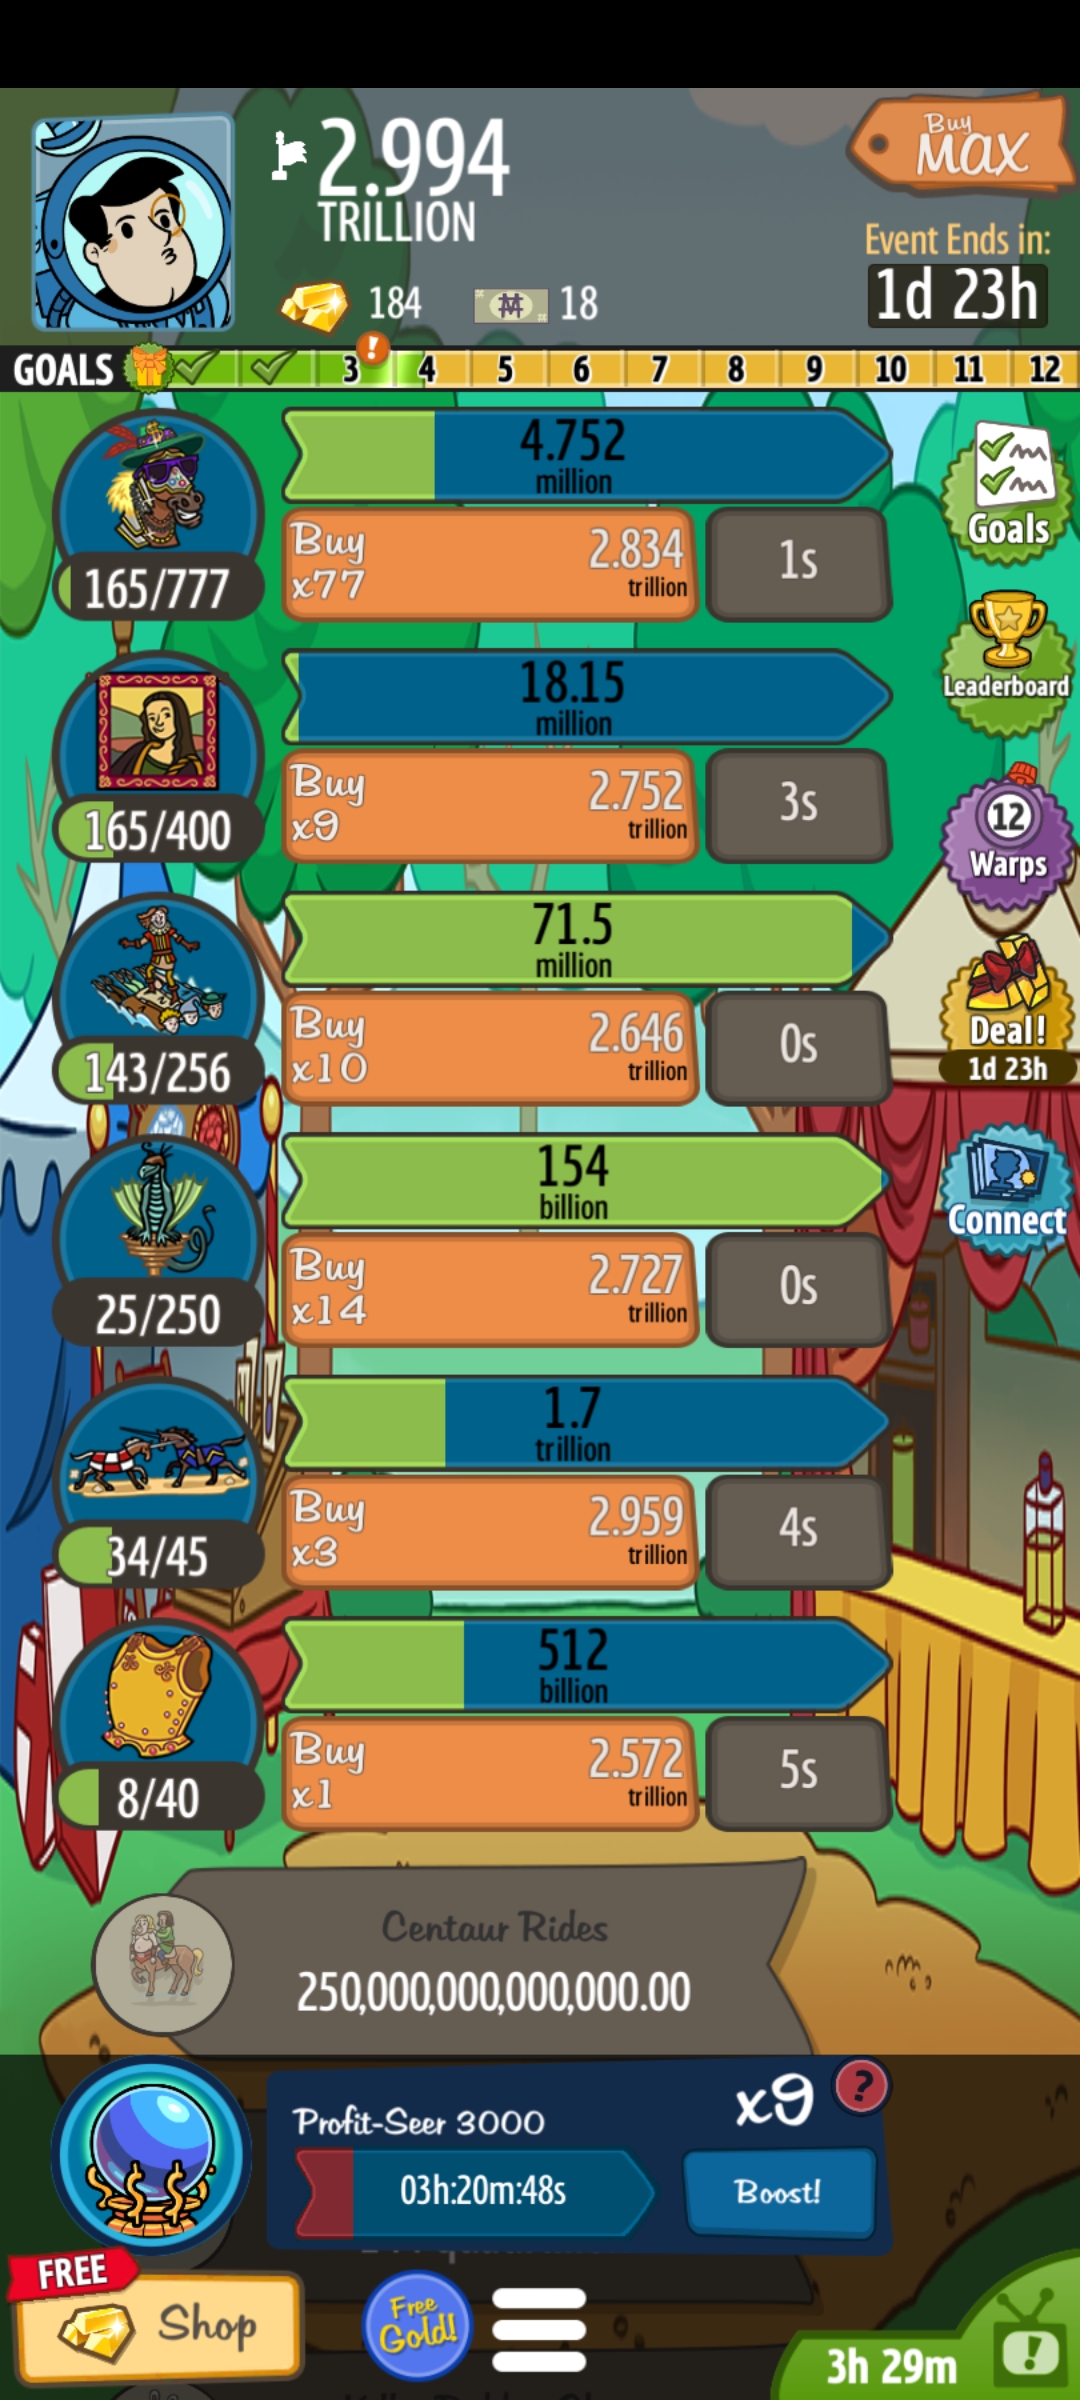 2.994
TRILLION
Buy
MAX
184
18
Event Ends in:
1d 23h
GOALS 3 ! 4 5 6 7 8 9 10 11 12
4.752
million
Buy
x77
2.834
trillion
1s
165/777
Goals
18.15
million
Leaderboard
Buy
x9
2.752
trillion
3s
165/400
12
Warps
71.5
million
Buy
x10
2.646
trillion
0s
143/256
Deal!
1d 23h
154
billion
Connect
Buy
x14
2.727
trillion
0s
25/250
1.7
trillion
Buy
x3
2.959
trillion
4s
34/45
512
billion
Buy
x1
2.572
trillion
5s
8/40
Centaur Rides
250,000,000,000,000.00
Profit-Seer 3000
x9
?
03h:20m:48s
Boost!
FREE
Shop
Free
Gold!
3h 29m
!